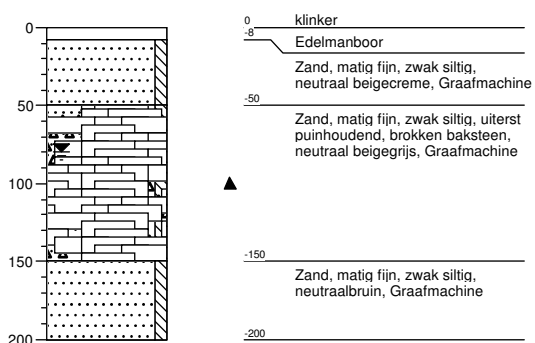 0
50
100
150
200
0
klinker
-8
Edelmanboor
Zand, matig fijn, zwak siltig,
neutraal beigecreme, Graafmachine
-50
Zand, matig fijn, zwak siltig, uiterst
puinhoudend, brokken baksteen,
neutraal beigegrijs, Graafmachine
-150
Zand, matig fijn, zwak siltig,
neutraalbruin, Graafmachine
-200